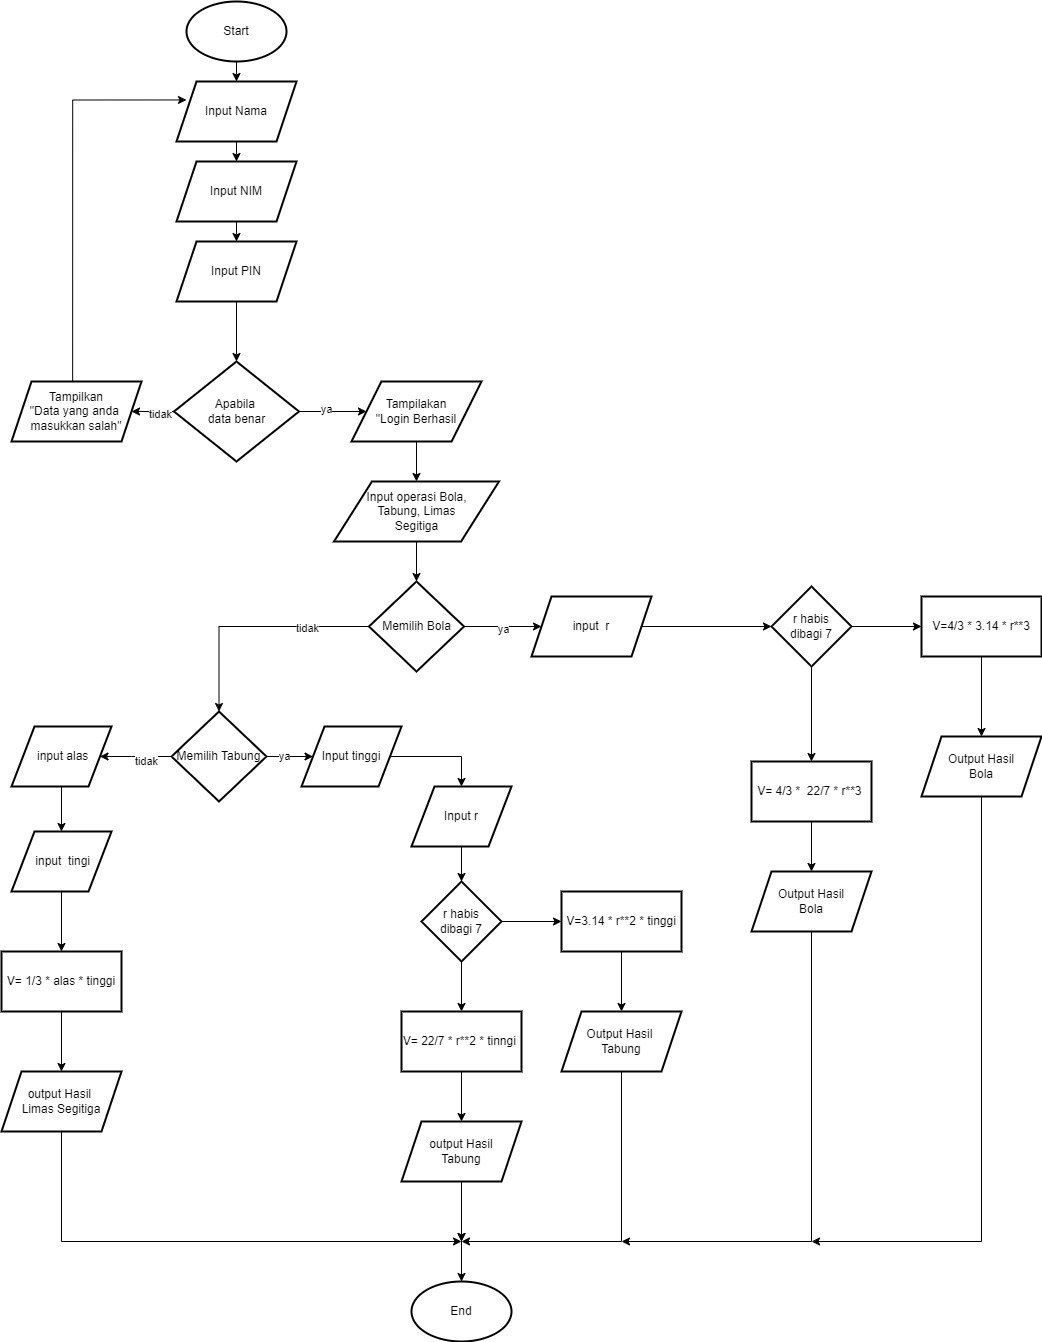 Start
Input Nama
Input NIM
Input PIN
Apabila
data benar
tidak
Tampilkan
"Data yang anda
masukkan salah"
ya
Tampilakan
"Login Berhasil
Input operasi Bola,
Tabung, Limas
Segitiga
Memilih Bola
ya
input  r
r habis
dibagi 7
V=4/3 * 3.14 * r**3
Output Hasil
Bola
V= 4/3 *  22/7 * r**3
Output Hasil
Bola
tidak
Memilih Tabung
ya
Input tinggi
Input r
r habis
dibagi 7
V=3.14 * r**2 * tinggi
Output Hasil
Tabung
V= 22/7 * r**2 * tinngi
output Hasil
Tabung
tidak
input alas
input  tingi
V= 1/3 * alas * tinggi
output Hasil
Limas Segitiga
End